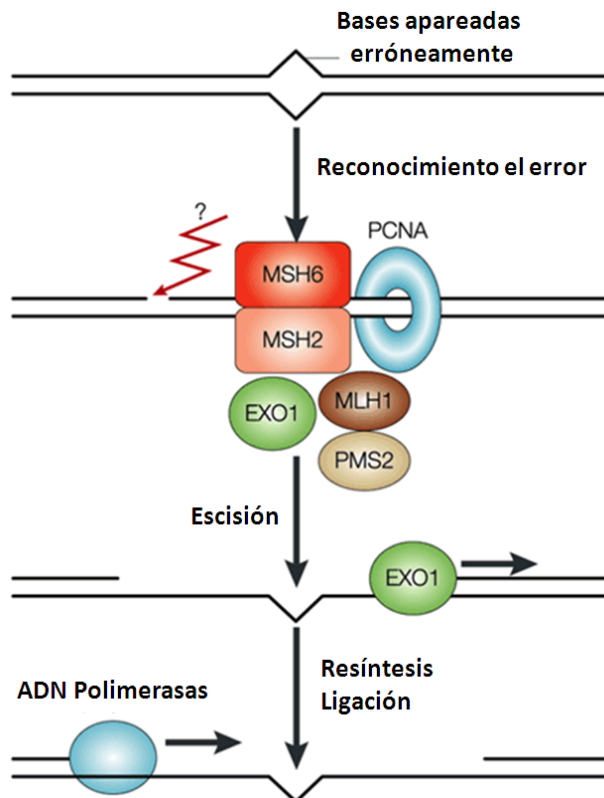 Bases apareadas
erróneamente
Reconocimiento el error
?
PCNA
MSH6
MSH2
EXO1
MLH1
PMS2
Escisión
EXO1
Resíntesis
Ligación
ADN Polimerasas